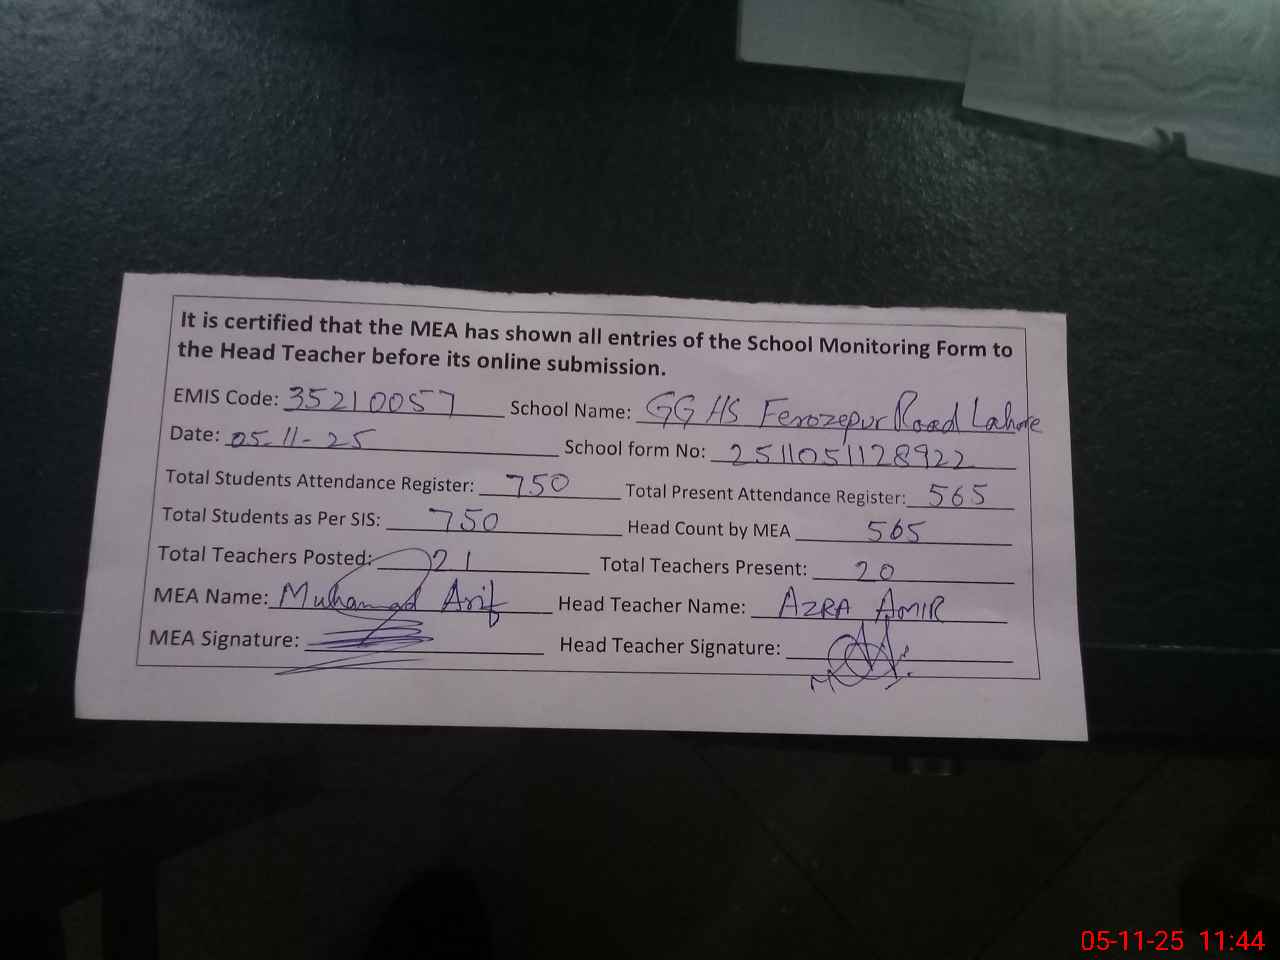 It is certified that the MEA has shown all entries of the School Monitoring Form to
the Head Teacher before its online submission.
EMIS Code: 35210057 School Name: GGHS Ferozepur Road Lahore
Date: 05-11-25 School form No: 2511051128922
Total Students Attendance Register: 750 Total Present Attendance Register: 565
Total Students as Per SIS: 750 Head Count by MEA 565
Total Teachers Posted: 21 Total Teachers Present: 20
MEA Name: Muhammad Arif Head Teacher Name: AZRA AMIR
MEA Signature: Head Teacher Signature:
05-11-25 11:44